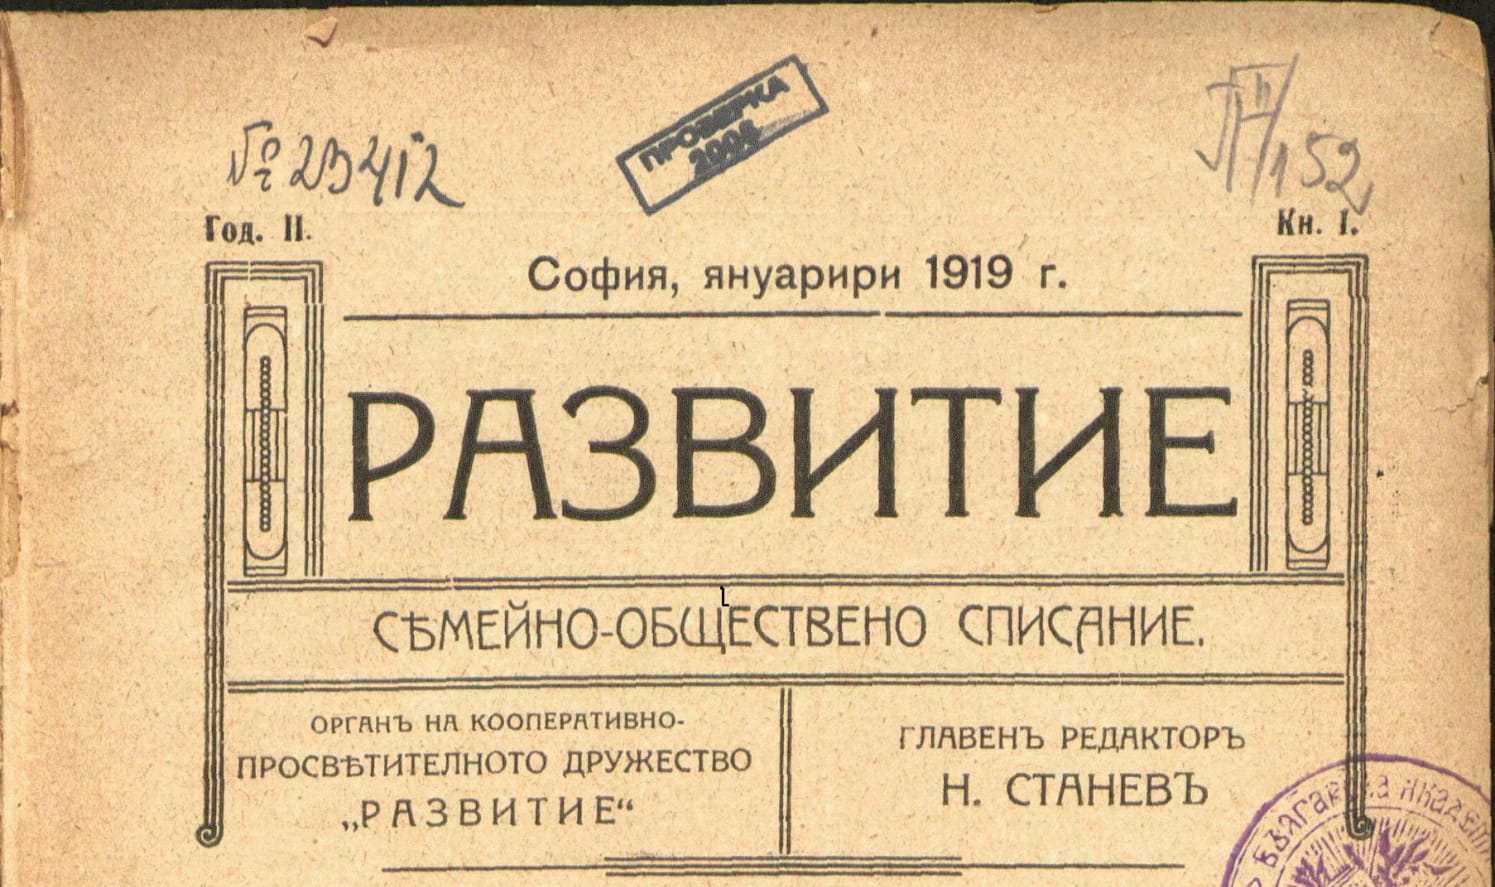 № 23412
ПРОВЕРКА
2008
152
Год. II.
Кн. I.
София, януарири 1919 г.
РАЗВИТИЕ
СѢМЕЙНО-ОБЩЕСТВЕНО СПИСАНИЕ.
ОРГАНЪ НА КООПЕРАТИВНО-
ПРОСВѢТИТЕЛНОТО ДРУЖЕСТВО
„РАЗВИТИЕ“
ГЛАВЕНЪ РЕДАКТОРЪ
Н. СТАНЕВЪ